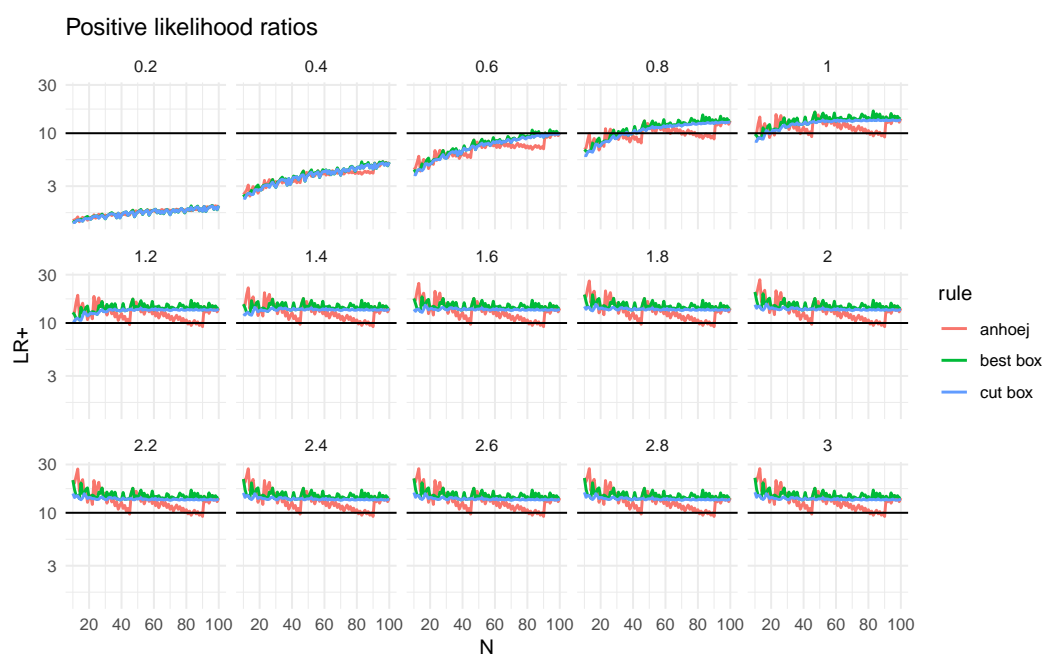 Positive likelihood ratios
0.2 0.4 0.6 0.8 1
30
10
3
1.2 1.4 1.6 1.8 2
30
10
3
2.2 2.4 2.6 2.8 3
30
10
3
20 40 60 80 100 20 40 60 80 100 20 40 60 80 100 20 40 60 80 100 20 40 60 80 100
N
LR+
rule
anhoej
best box
cut box